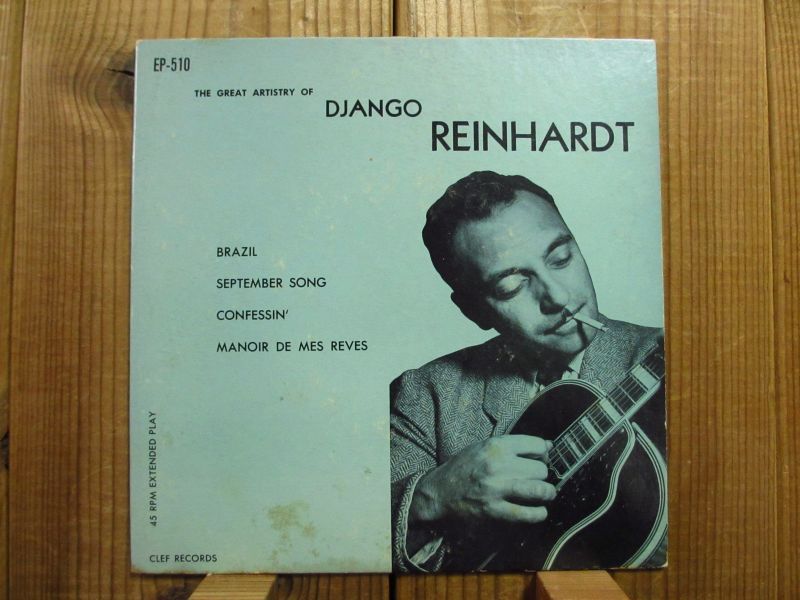 EP-510
THE GREAT ARTISTRY OF
DJANGO
REINHARDT
BRAZIL
SEPTEMBER SONG
CONFESSIN'
MANOIR DE MES REVES
45 RPM EXTENDED PLAY
CLEF RECORDS